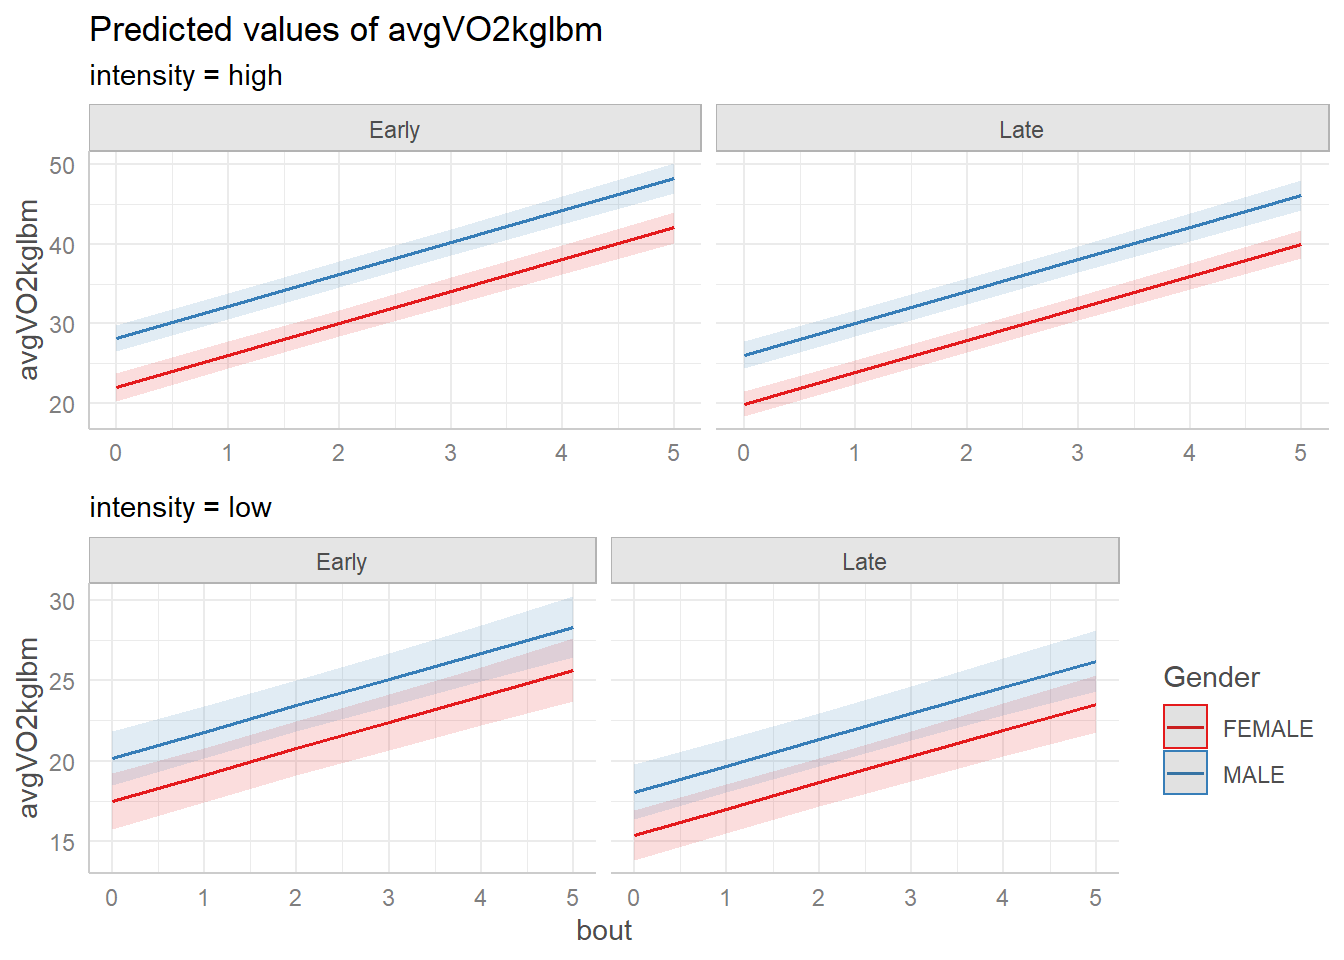 Predicted values of avgVO2kglbm
intensity = high
Early Late
avgVO2kglbm
50
40
30
20
0 1 2 3 4 5 0 1 2 3 4 5
intensity = low
Early Late
avgVO2kglbm
30
25
20
15
0 1 2 3 4 5 0 1 2 3 4 5
bout
Gender
FEMALE
MALE